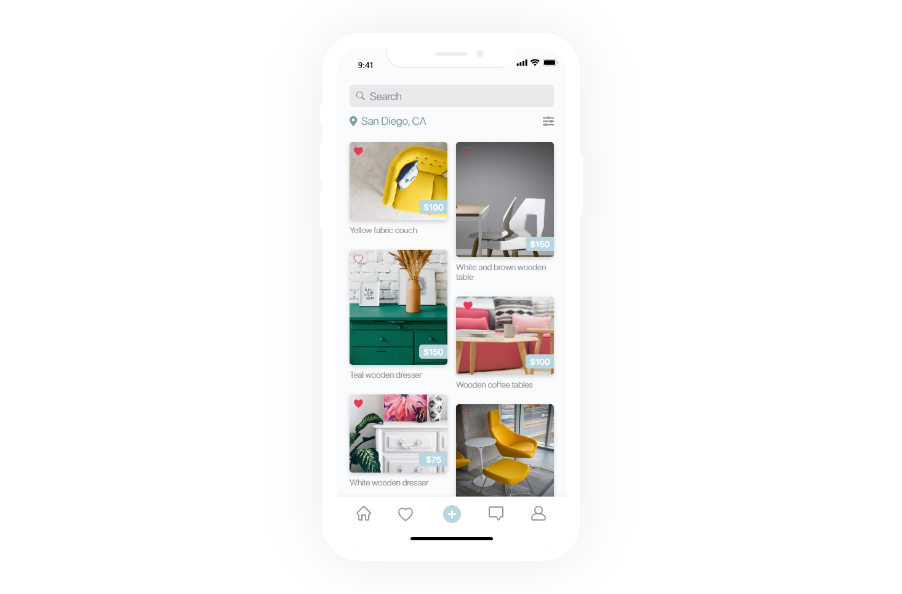 9:41
Search
San Diego, CA
$100
Yellow fabric couch
$150
White and brown wooden
table
$150
Teal wooden dresser
$100
Wooden coffee tables
$75
White wooden dresser